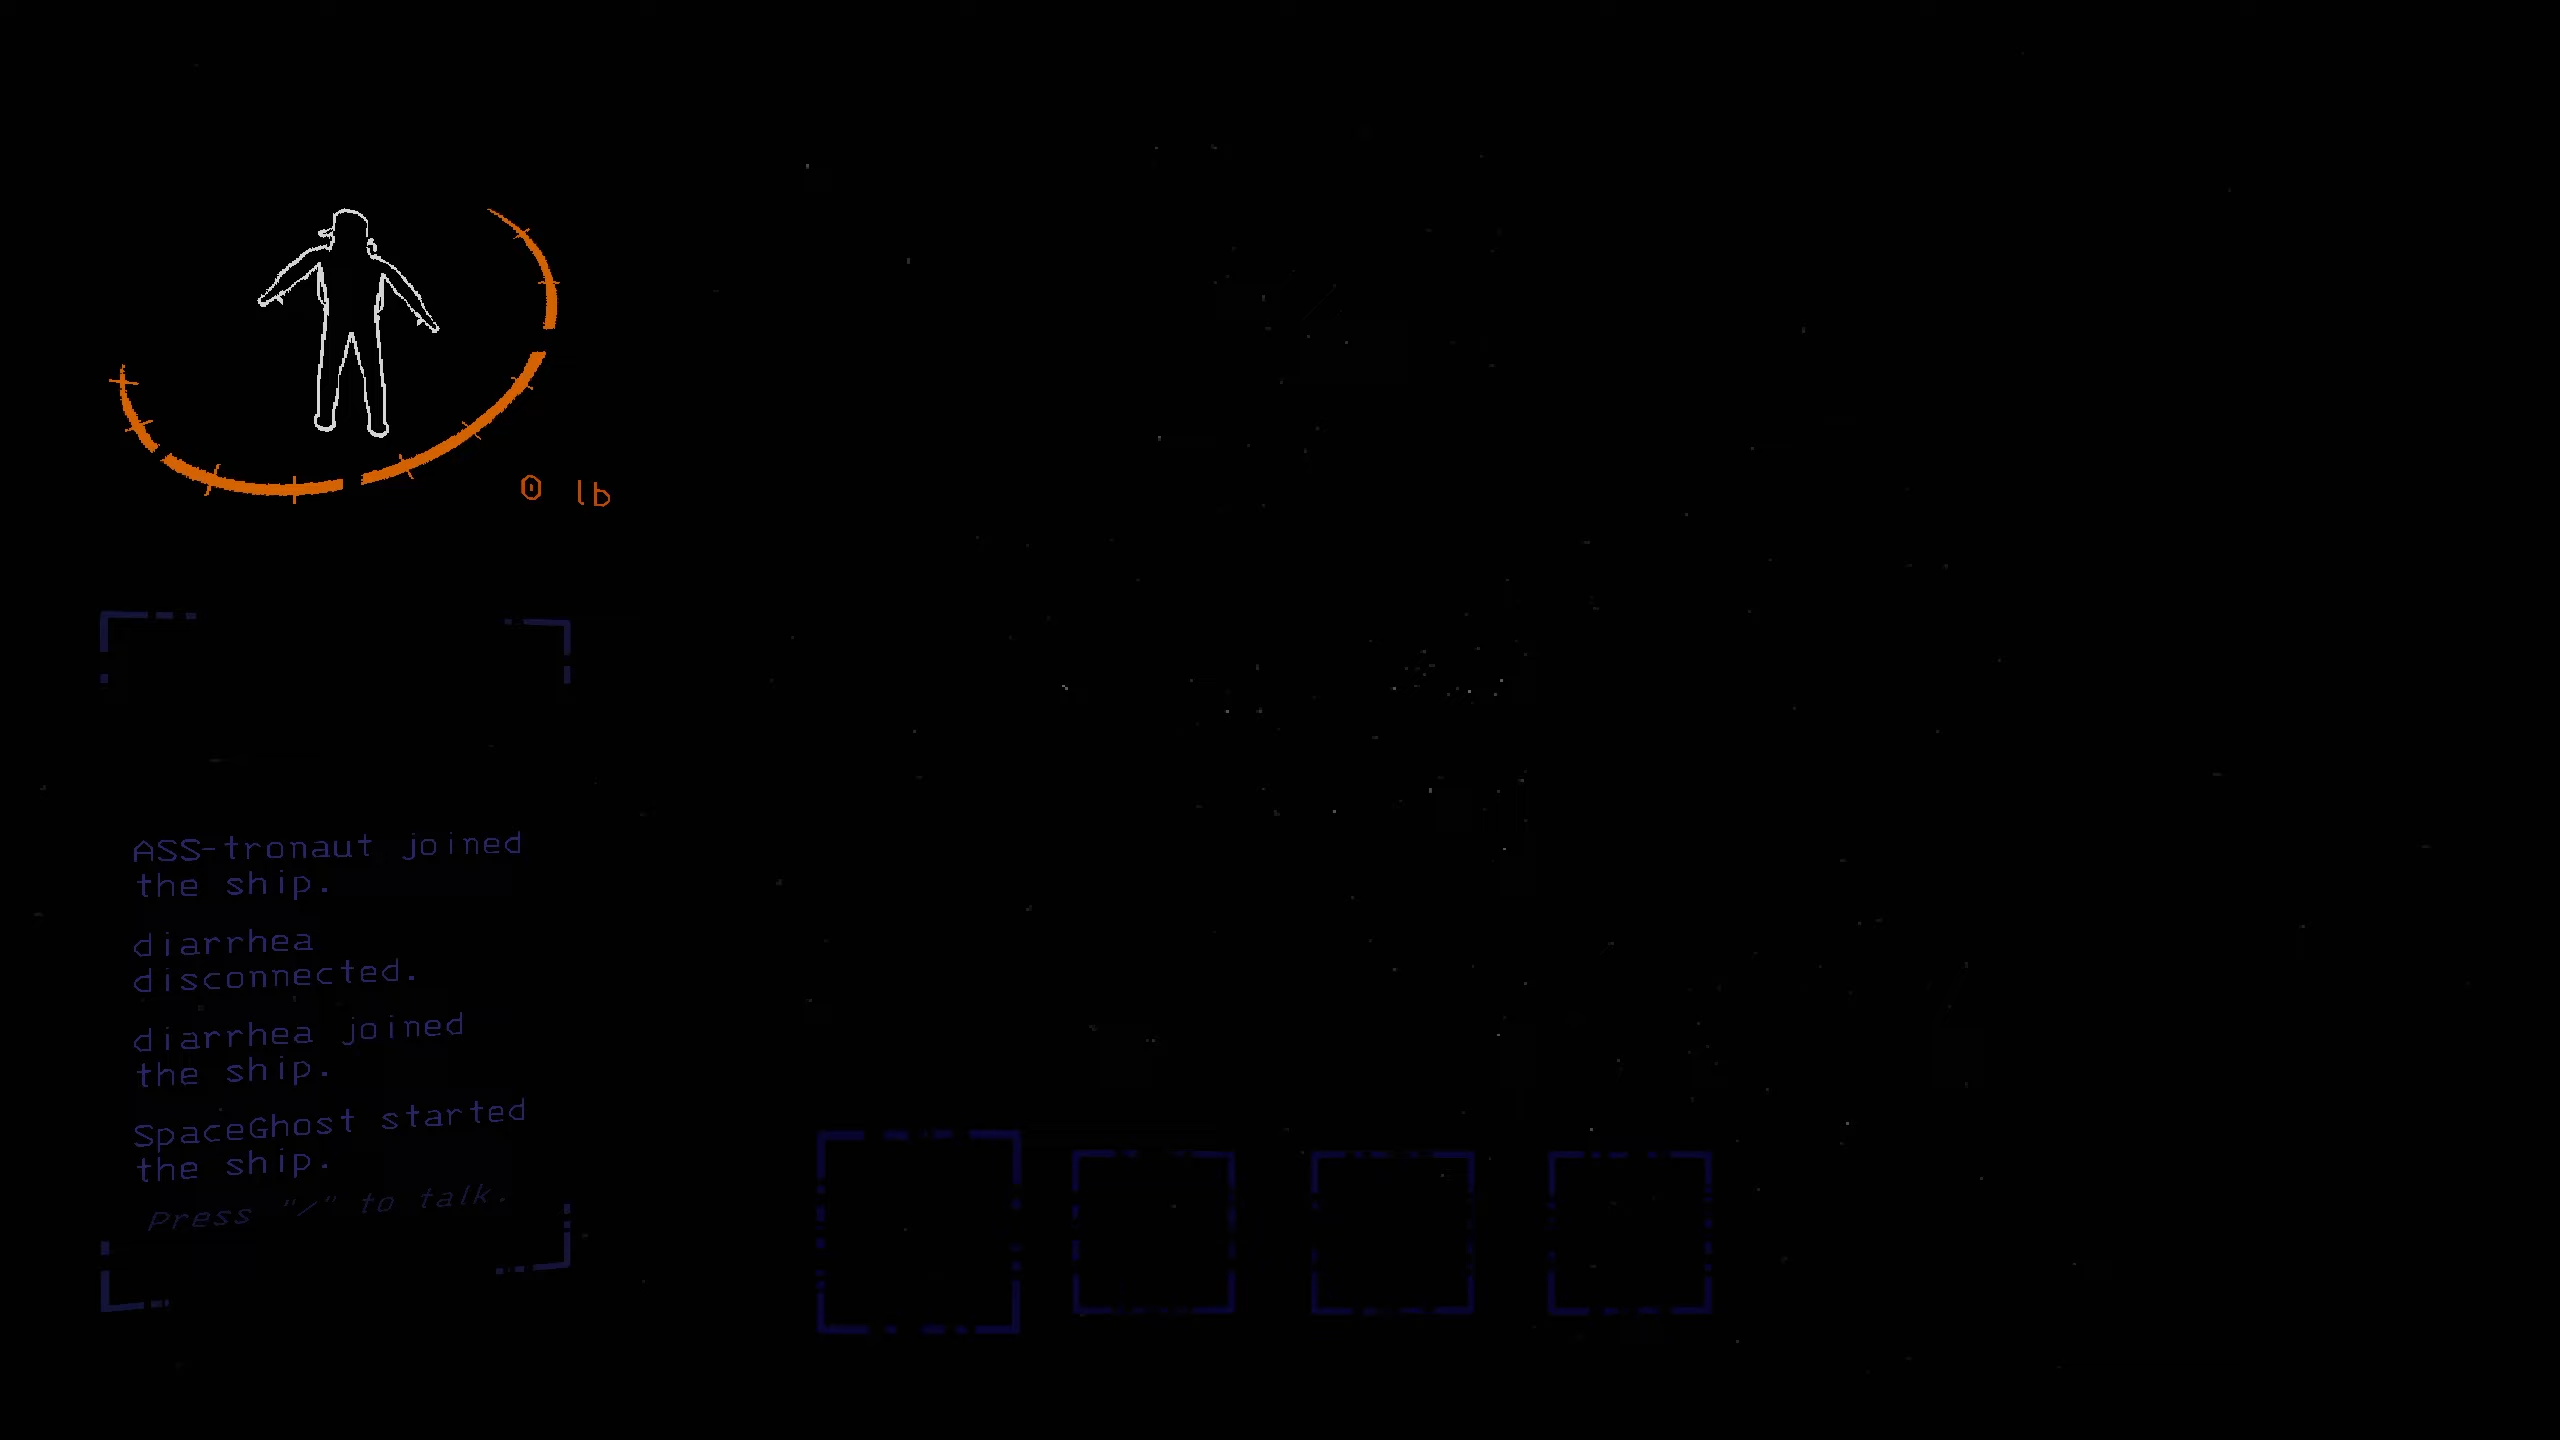 0 lb
ASS-tronaut joined
the ship.
diarrhea
disconnected.
diarrhea joined
the ship.
SpaceGhost started
the ship.
Press "/" to talk.